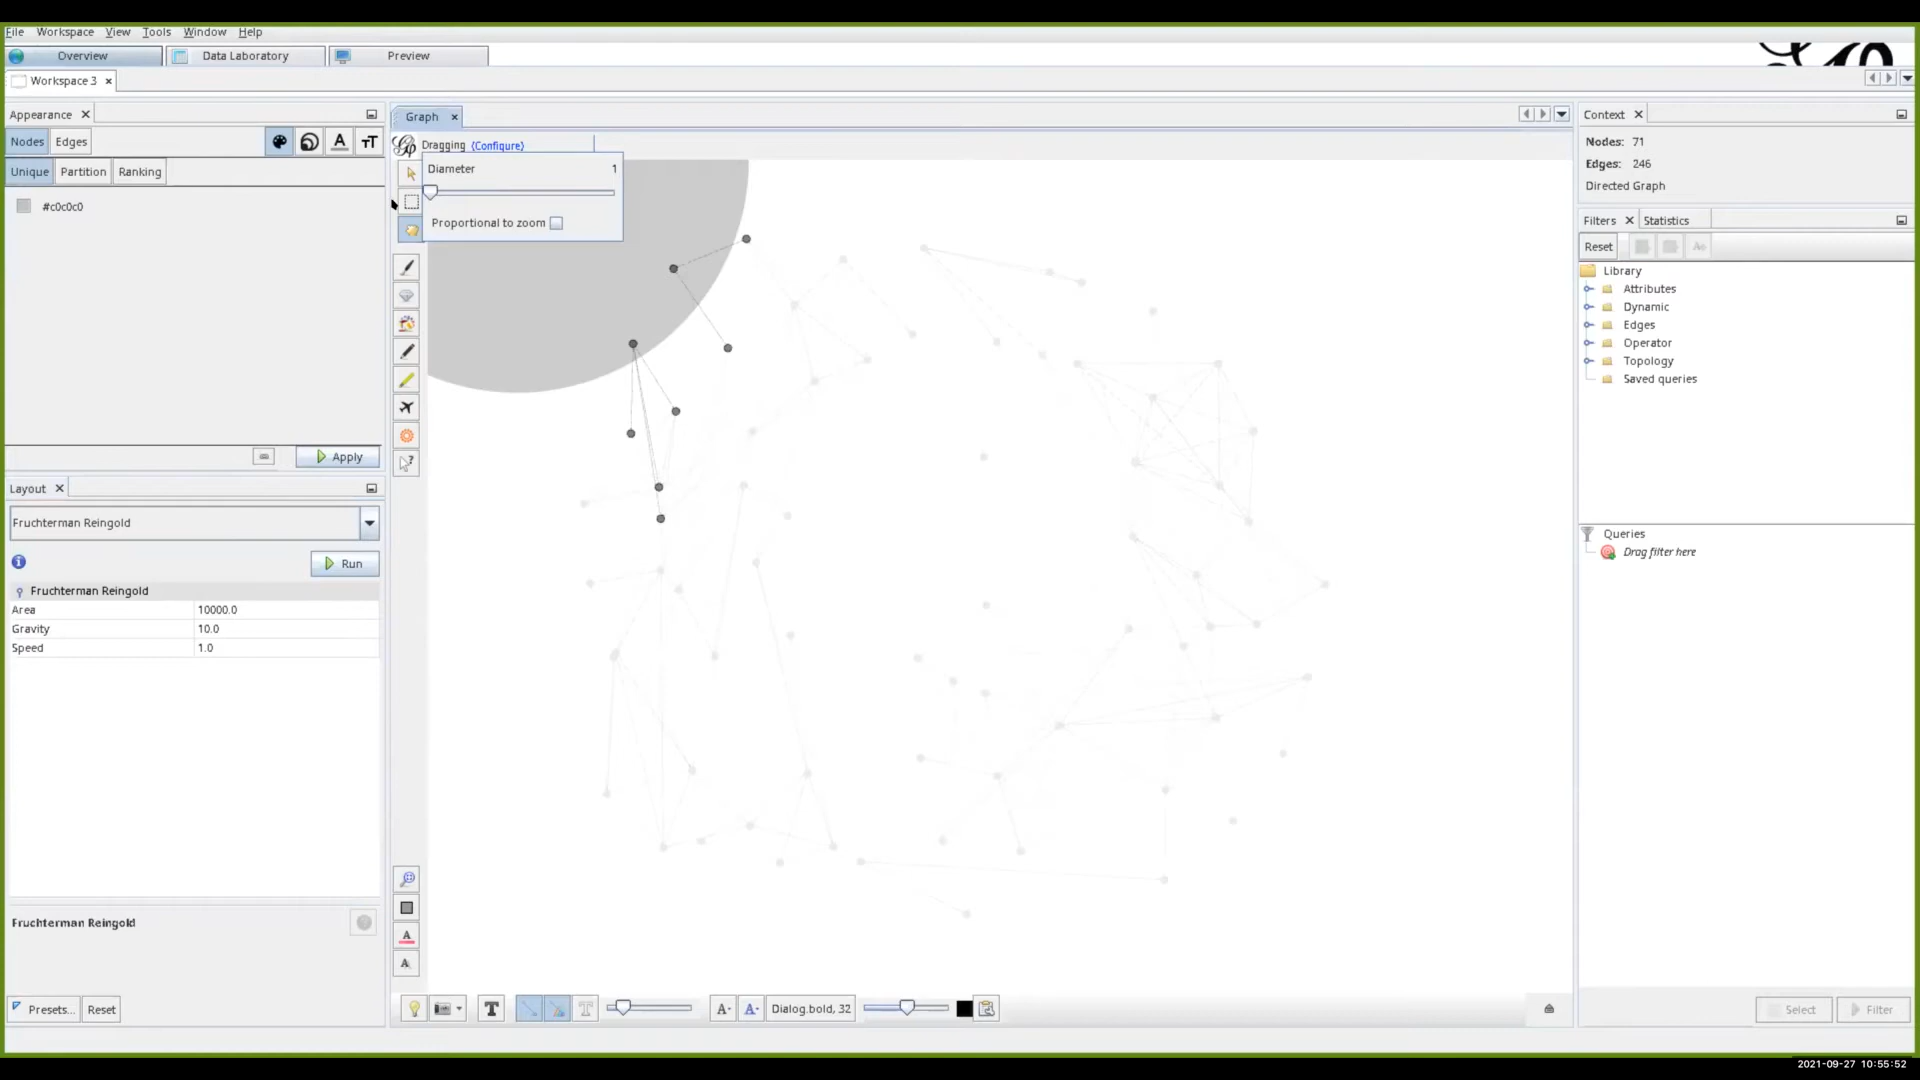 File Workspace View Tools Window Help
Overview Data Laboratory Preview
Workspace 3
Appearance
Nodes Edges A TT
Unique Partition Ranking
#c0c0c0
Apply
Layout
Fruchterman Reingold
Run
Fruchterman Reingold
Area 10000.0
Gravity 10.0
Speed 1.0
Fruchterman Reingold
Presets... Reset
Graph
Dragging (Configure)
Diameter 1
Proportional to zoom
A
A
T T A- A- Dialog.bold, 32
Context
Nodes: 71
Edges: 246
Directed Graph
Filters Statistics
Reset
Library
Attributes
Dynamic
Edges
Operator
Topology
Saved queries
Queries
Drag filter here
Select Filter
2021-09-27 10:55:52